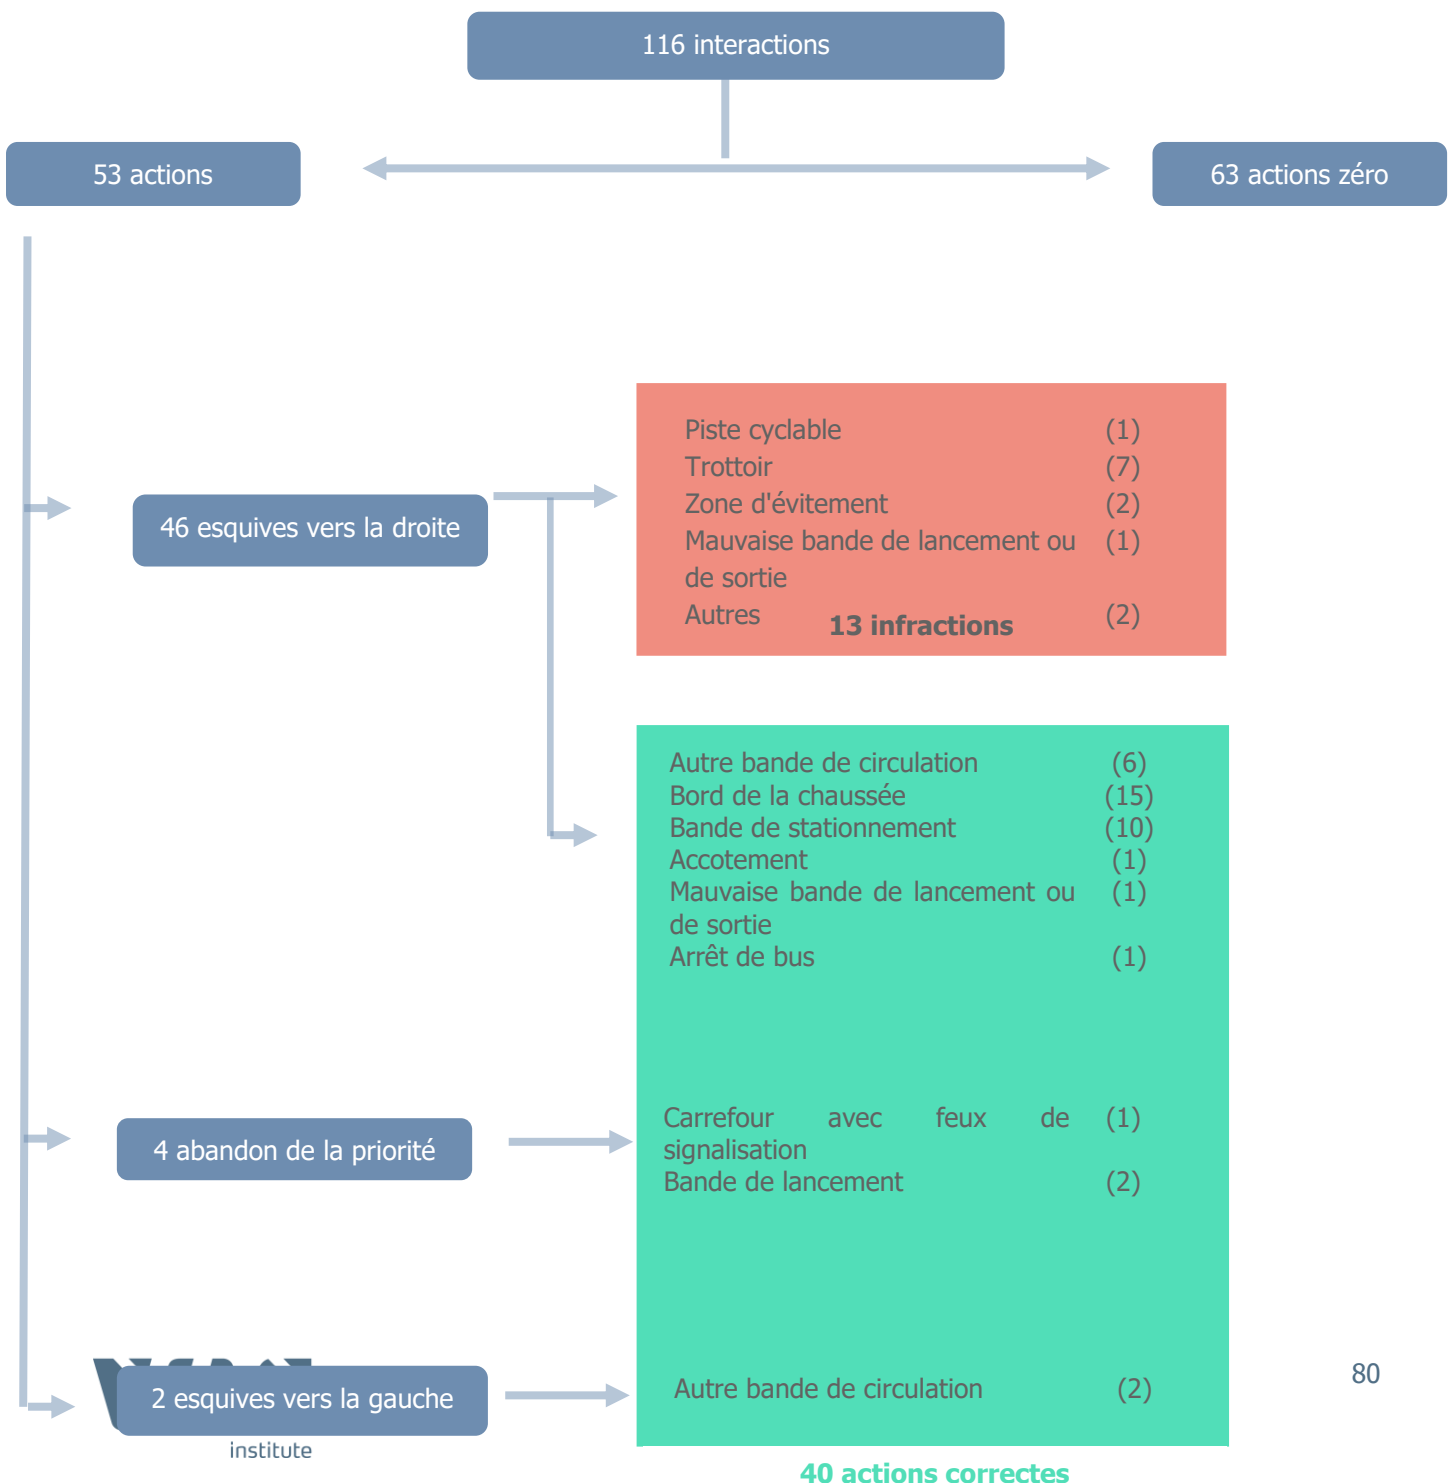 116 interactions
53 actions
63 actions zéro
46 esquives vers la droite
Piste cyclable (1)
Trottoir (7)
Zone d'évitement (2)
Mauvaise bande de lancement ou (1)
de sortie
Autres (2)
13 infractions
Autre bande de circulation (6)
Bord de la chaussée (15)
Bande de stationnement (10)
Accotement (1)
Mauvaise bande de lancement ou (1)
de sortie
Arrêt de bus (1)
4 abandon de la priorité
Carrefour avec feux de (1)
signalisation
Bande de lancement (2)
2 esquives vers la gauche
Autre bande de circulation (2)
80
institute
40 actions correctes